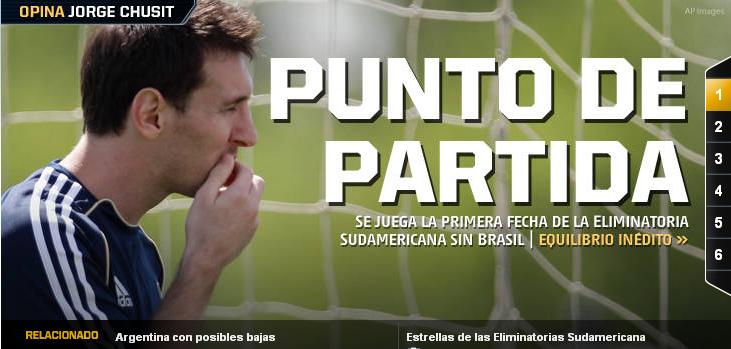 OPINA JORGE CHUSIT
AP Images
PUNTO DE
PARTIDA
SE JUEGA LA PRIMERA FECHA DE LA ELIMINATORIA
SUDAMERICANA SIN BRASIL | EQUILIBRIO INÉDITO »
1
2
3
4
5
6
adidas
RELACIONADO Argentina con posibles bajas Estrellas de las Eliminatorias Sudamericana